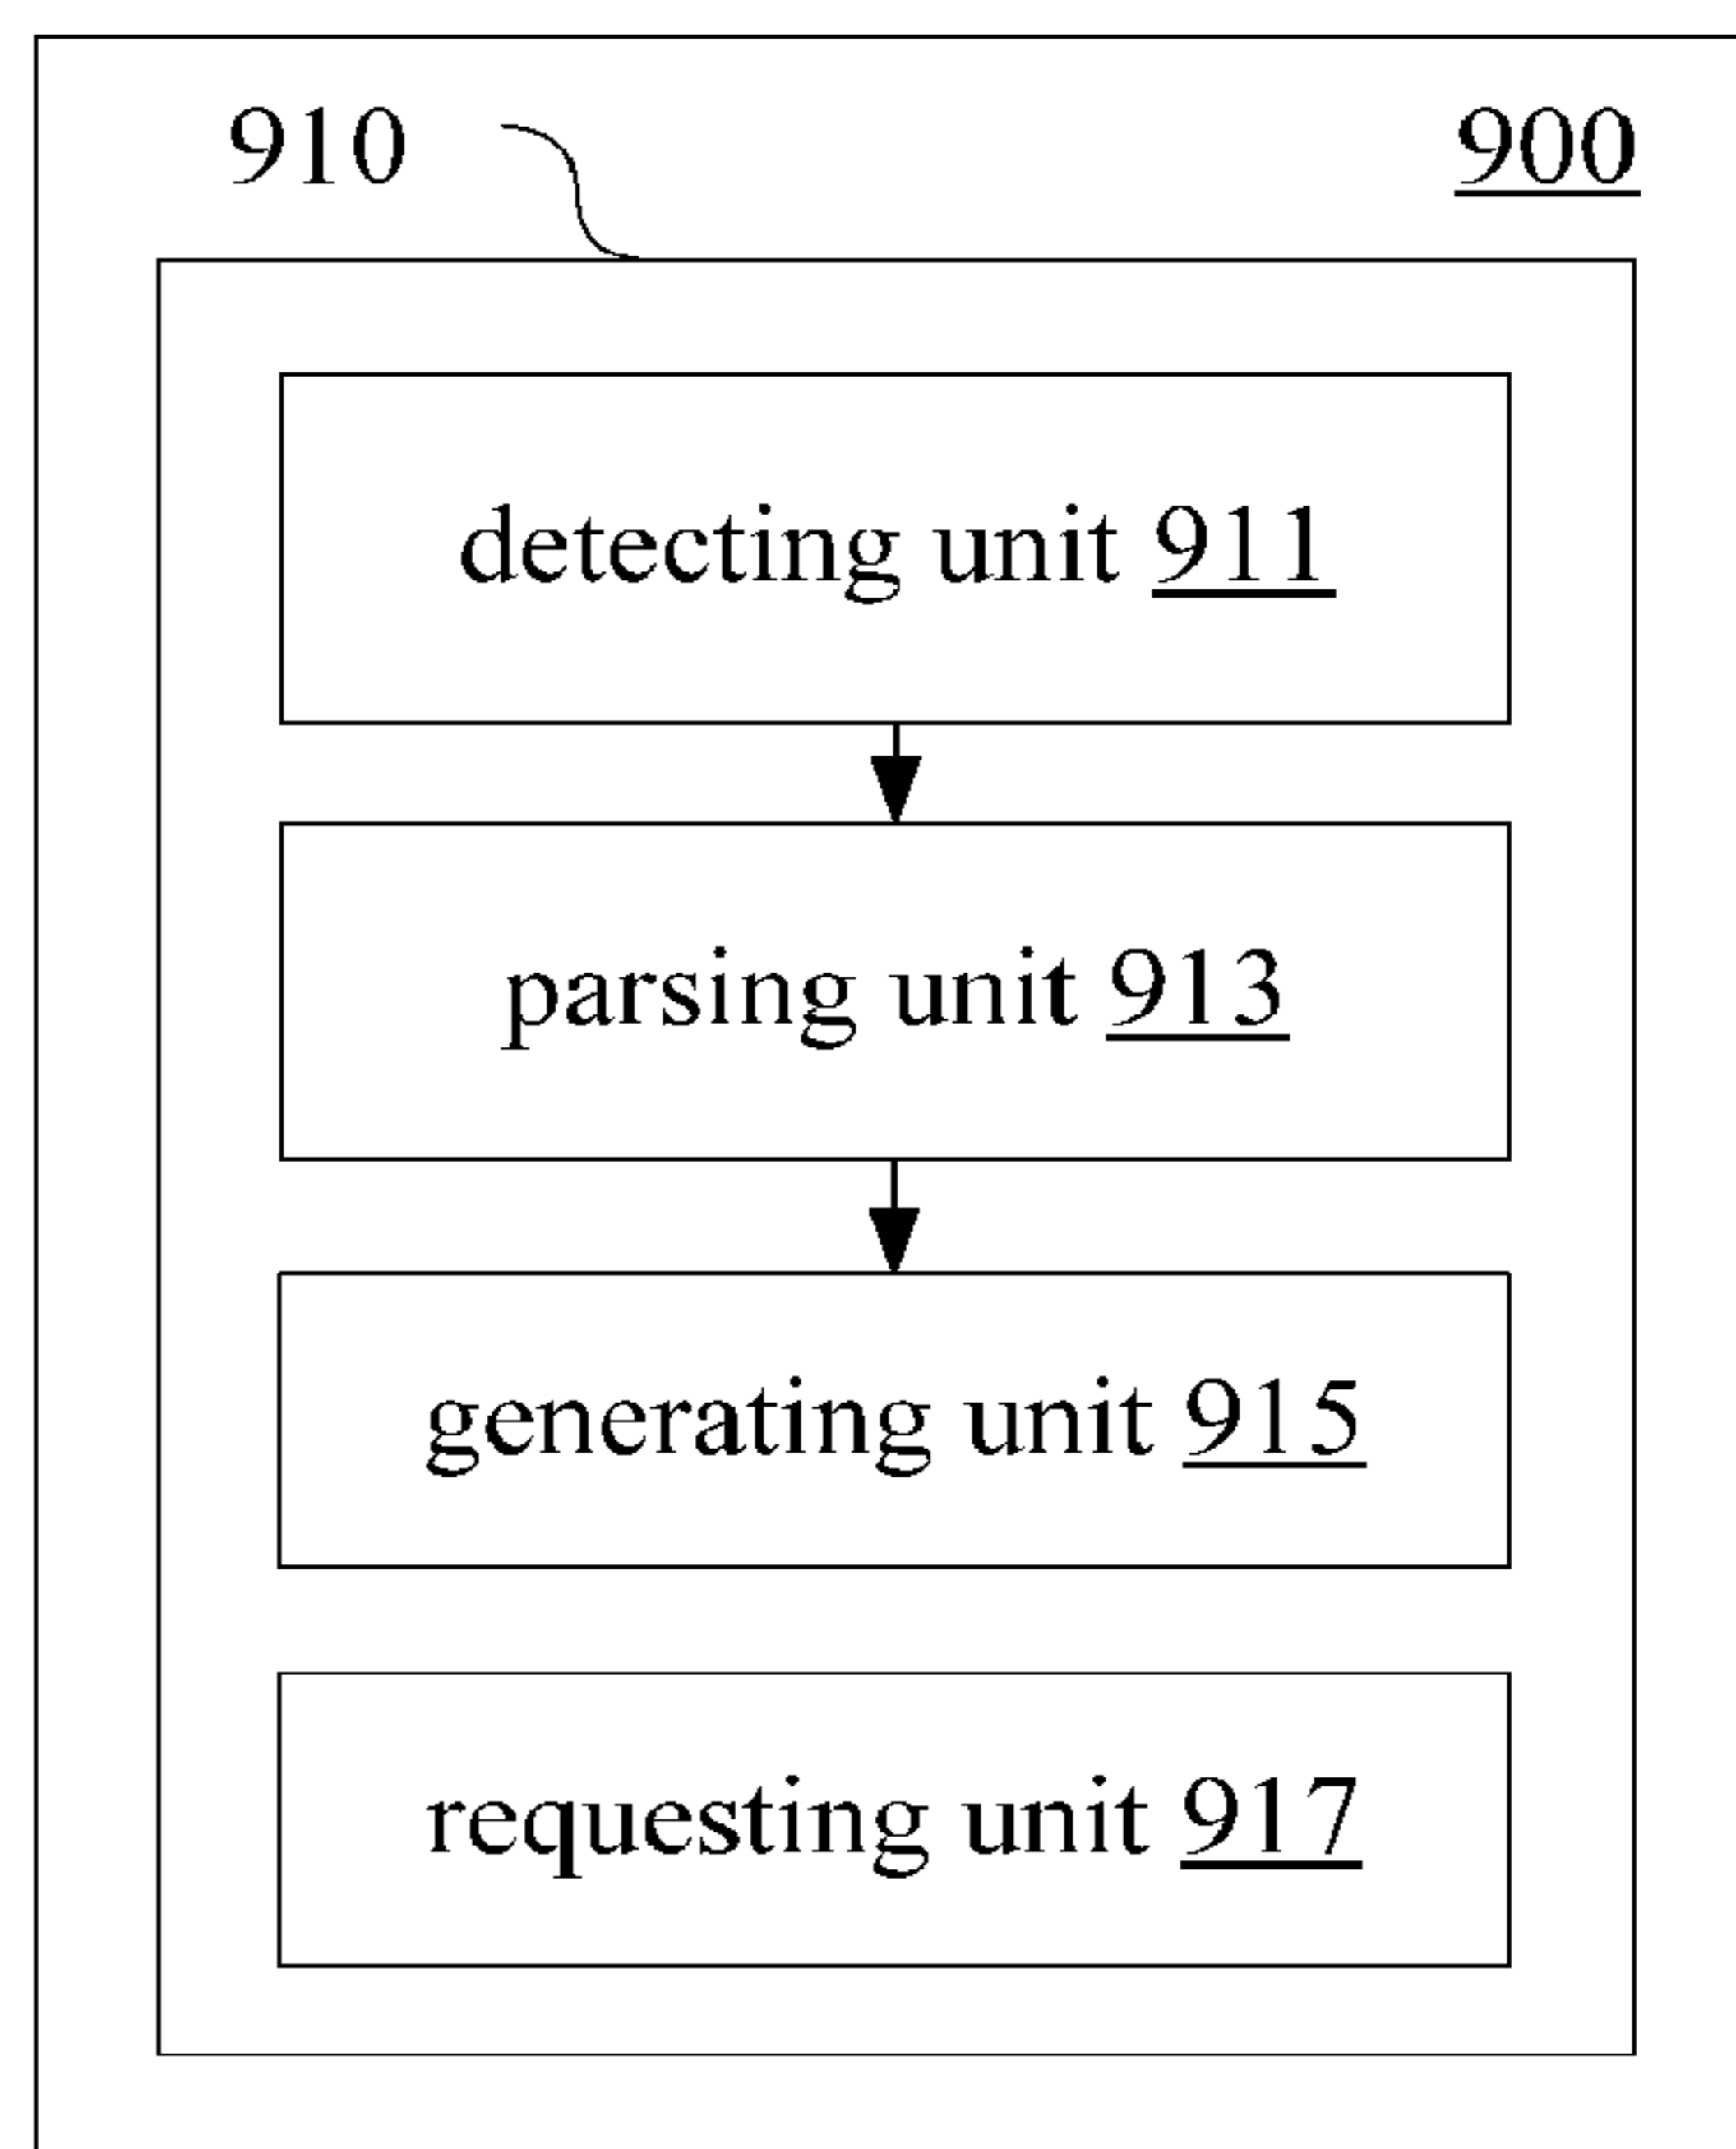 910 900
detecting unit 911
parsing unit 913
generating unit 915
requesting unit 917